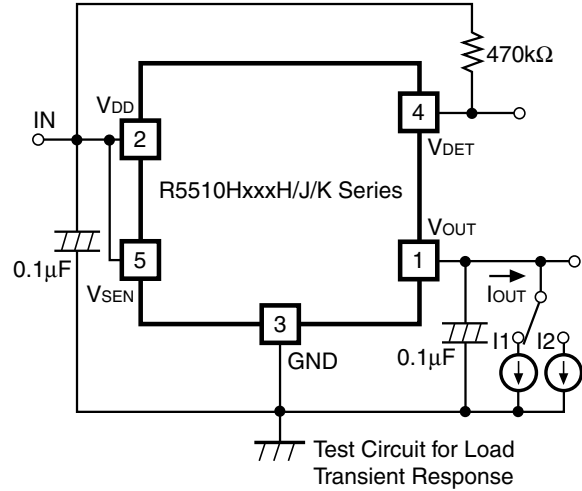 470kΩ
IN
VDD
2
4
VDET
R5510HxxxH/J/K Series
VOUT
0.1μF
5
VSEN
1
IOUT
3
GND
0.1μF
I1
I2
Test Circuit for Load
Transient Response